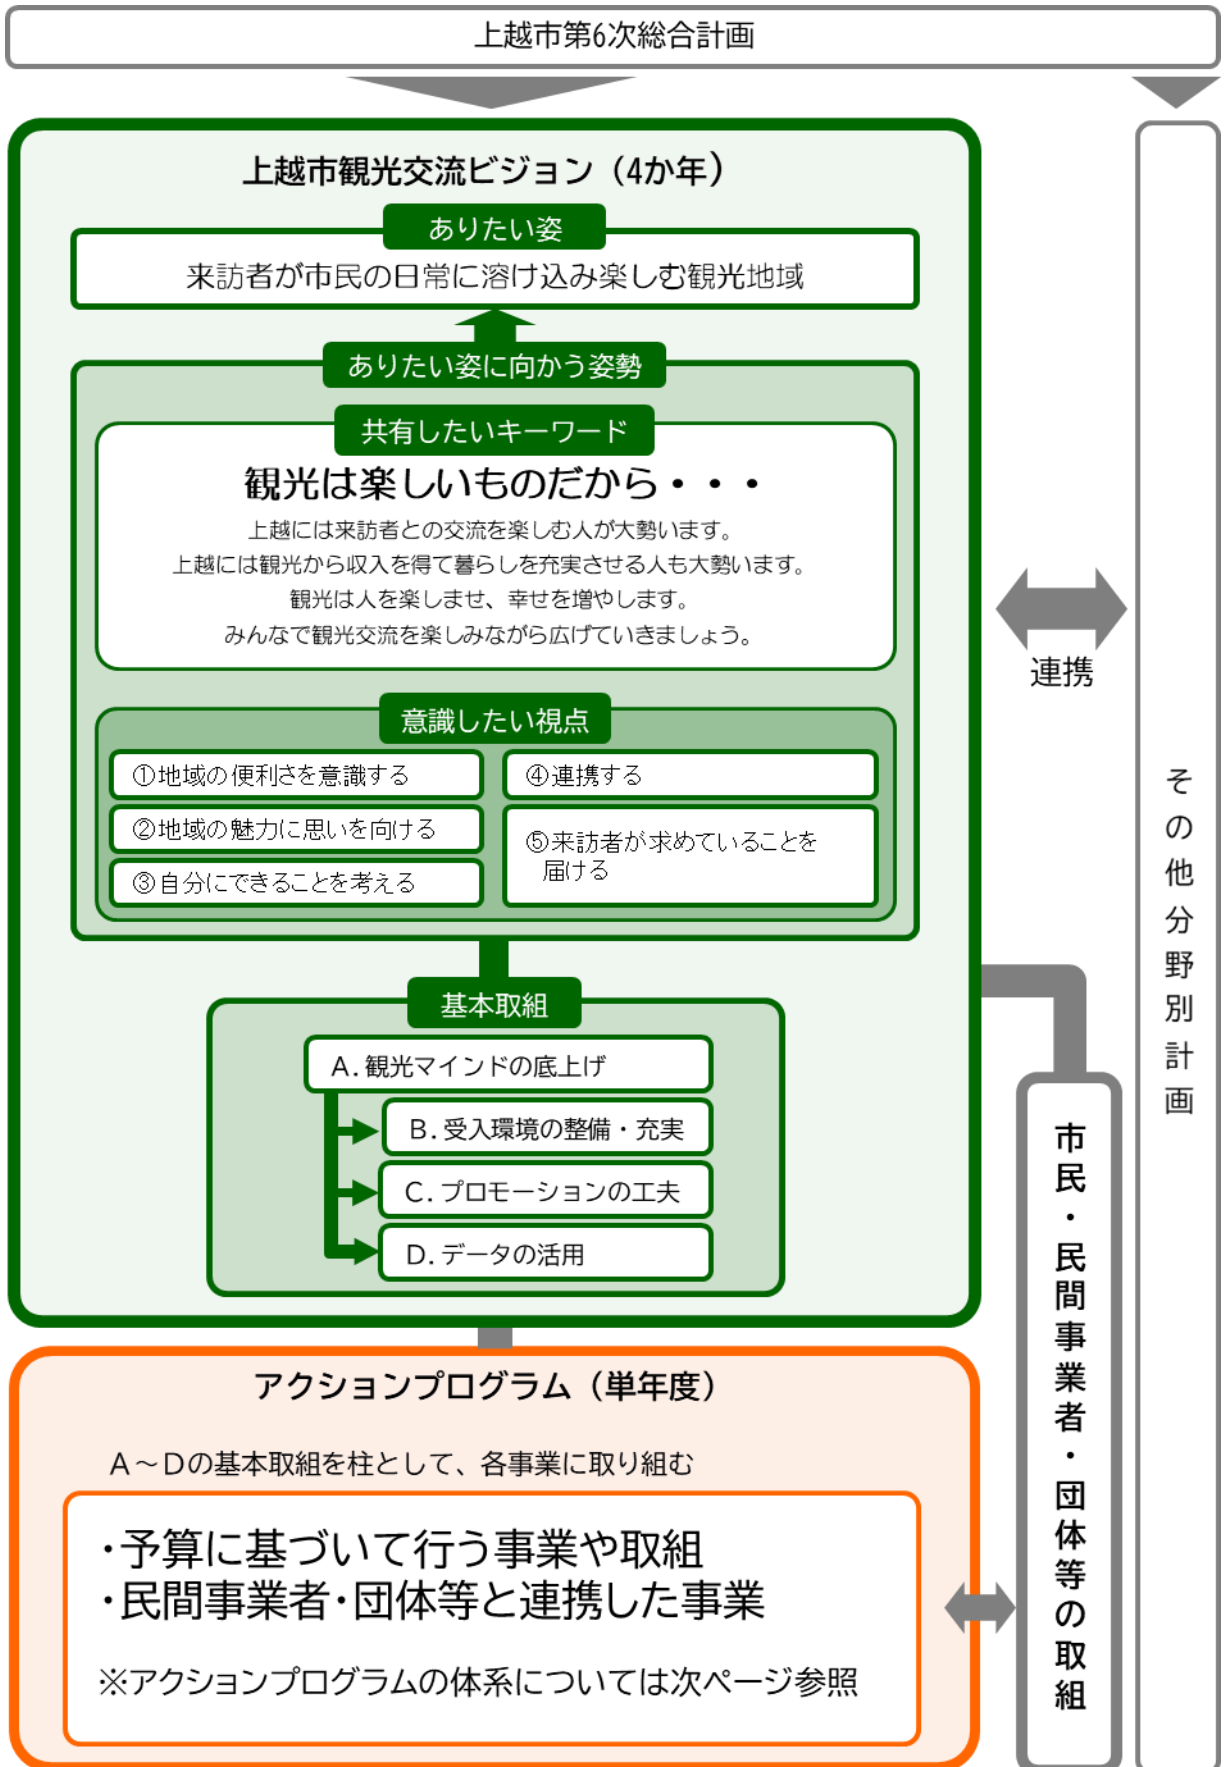 上越市第6次総合計画
上越市観光交流ビジョン（4か年）
ありたい姿
来訪者が市民の日常に溶け込み楽しむ観光地域
ありたい姿に向かう姿勢
共有したいキーワード
観光は楽しいものだから・・・
上越には来訪者との交流を楽しむ人が大勢います。
上越には観光から収入を得て暮らしを充実させる人も大勢います。
観光は人を楽しませ、幸せを増やします。
みんなで観光交流を楽しみながら広げていきましょう。
意識したい視点
①地域の便利さを意識する
②地域の魅力に思いを向ける
③自分にできることを考える
④連携する
⑤来訪者が求めていることを
届ける
基本取組
A.観光マインドの底上げ
B.受入環境の整備・充実
C.プロモーションの工夫
D.データの活用
連携
その他分野別計画
市民・民間事業者・団体等の取組
アクションプログラム（単年度）
A～Dの基本取組を柱として、各事業に取り組む
・予算に基づいて行う事業や取組
・民間事業者・団体等と連携した事業
※アクションプログラムの体系については次ページ参照